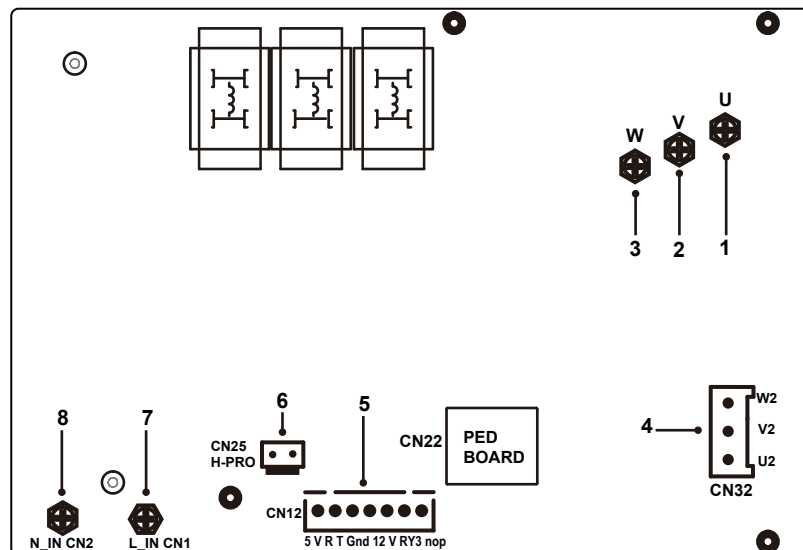 U
V
W
3
2
1
8
7
6
5
4
W2
V2
U2
CN32
CN25
H-PRO
CN22
PED
BOARD
CN12
5 V R T Gnd 12 V RY3 nop
N_IN CN2
L_IN CN1